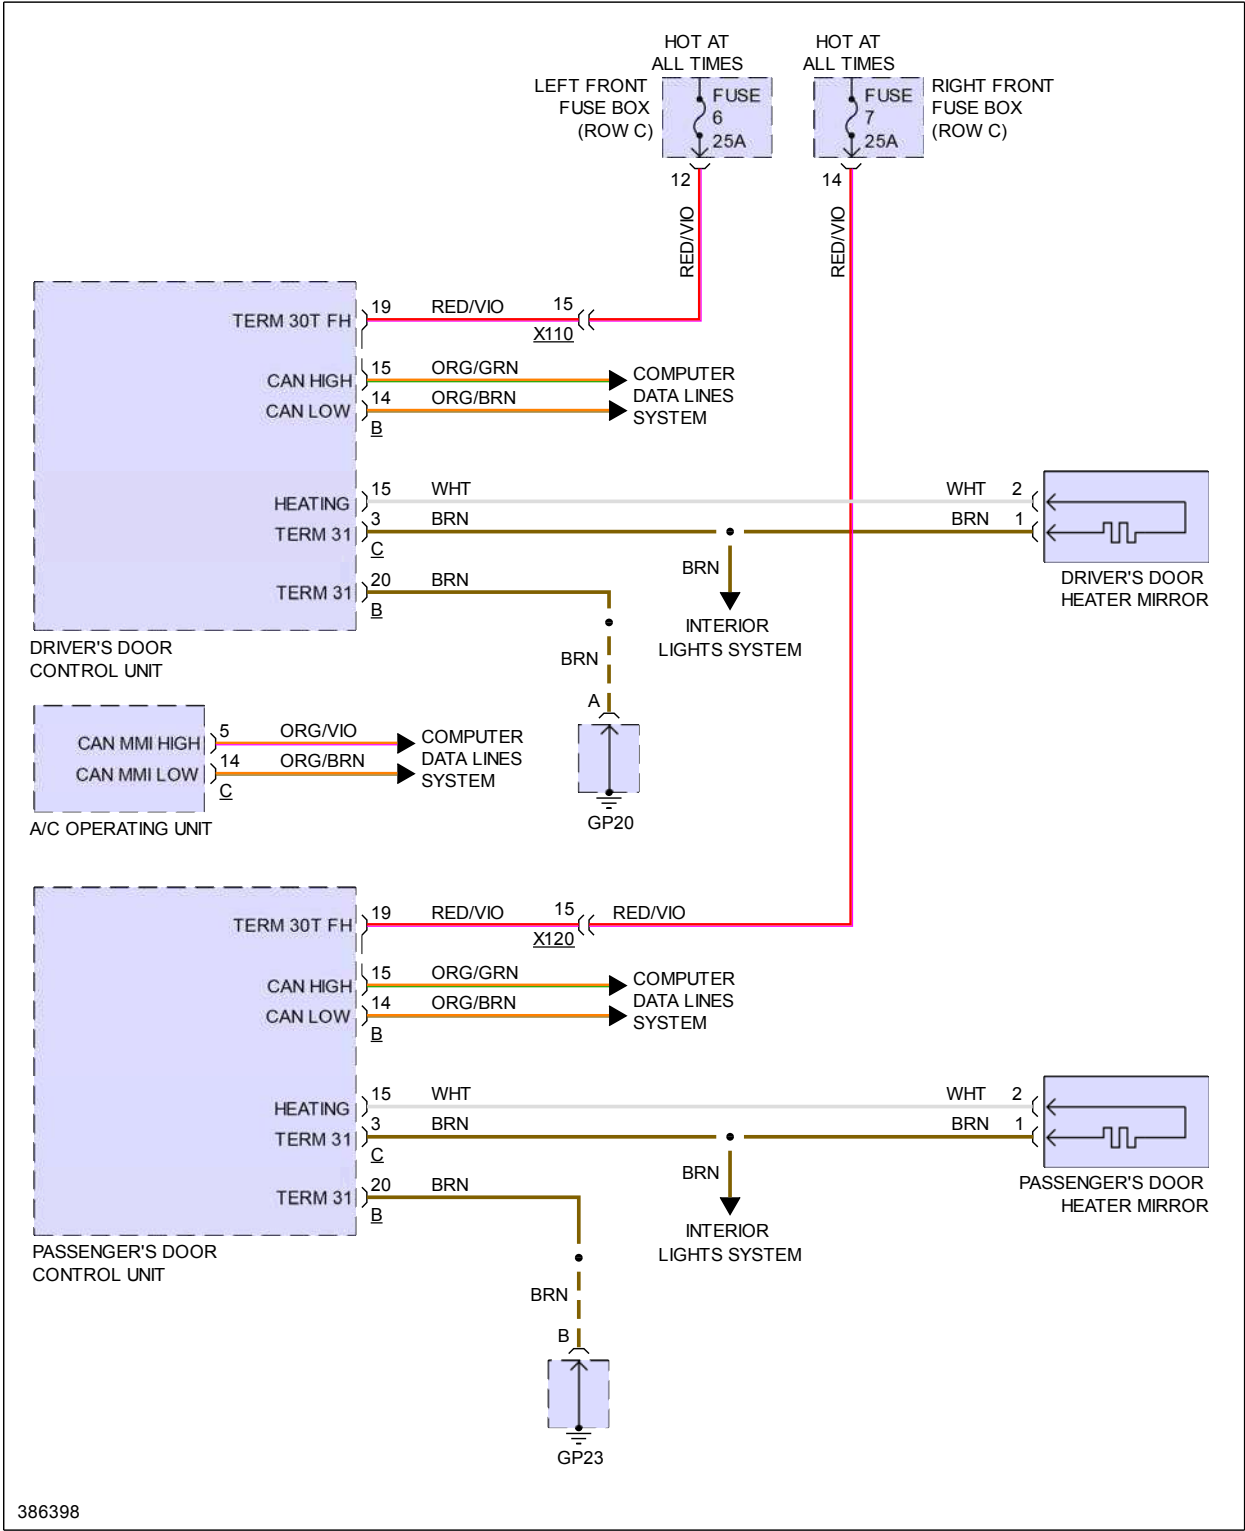 HOT AT
ALL TIMES
HOT AT
ALL TIMES
LEFT FRONT
FUSE BOX
(ROW C)
FUSE
6
25A
FUSE
7
25A
RIGHT FRONT
FUSE BOX
(ROW C)
12
14
RED/VIO
RED/VIO
TERM 30T FH
19
RED/VIO
15
X110
CAN HIGH
15
ORG/GRN
CAN LOW
14
ORG/BRN
B
COMPUTER
DATA LINES
SYSTEM
HEATING
15
WHT
WHT
2
TERM 31
3
BRN
BRN
1
C
BRN
INTERIOR
LIGHTS SYSTEM
DRIVER'S DOOR
HEATER MIRROR
TERM 31
20
BRN
B
DRIVER'S DOOR
CONTROL UNIT
BRN
A
GP20
CAN MMI HIGH
5
ORG/VIO
CAN MMI LOW
14
ORG/BRN
C
COMPUTER
DATA LINES
SYSTEM
A/C OPERATING UNIT
TERM 30T FH
19
RED/VIO
15
RED/VIO
X120
CAN HIGH
15
ORG/GRN
CAN LOW
14
ORG/BRN
B
COMPUTER
DATA LINES
SYSTEM
HEATING
15
WHT
WHT
2
TERM 31
3
BRN
BRN
1
C
BRN
INTERIOR
LIGHTS SYSTEM
PASSENGER'S DOOR
HEATER MIRROR
TERM 31
20
BRN
B
PASSENGER'S DOOR
CONTROL UNIT
BRN
B
GP23
386398